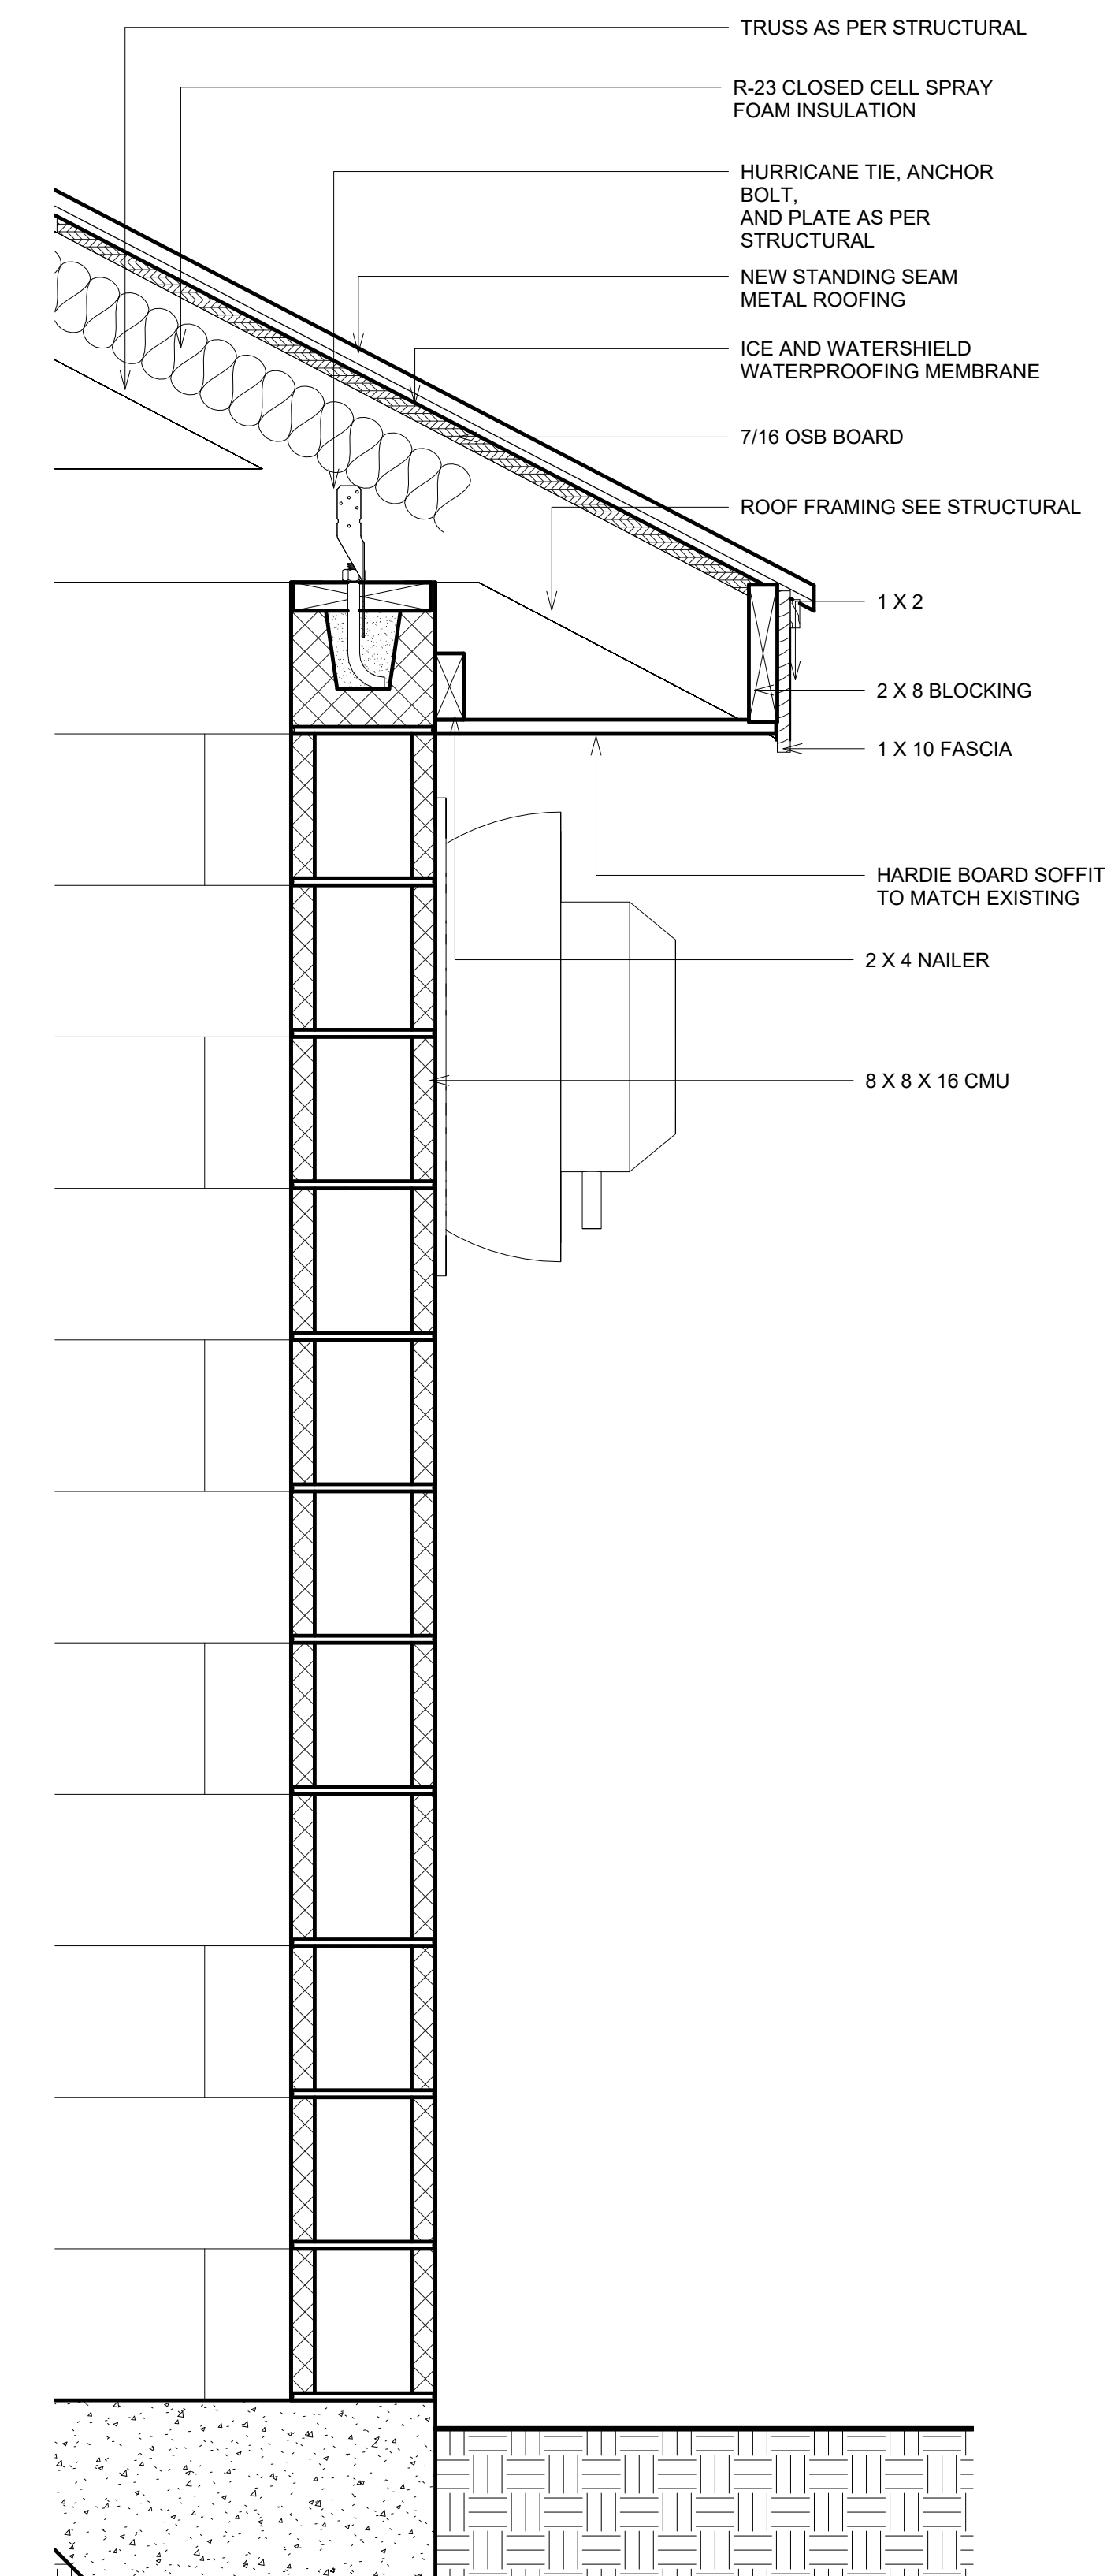 TRUSS AS PER STRUCTURAL
R-23 CLOSED CELL SPRAY
FOAM INSULATION
HURRICANE TIE, ANCHOR
BOLT,
AND PLATE AS PER
STRUCTURAL
NEW STANDING SEAM
METAL ROOFING
ICE AND WATERSHIELD
WATERPROOFING MEMBRANE
7/16 OSB BOARD
ROOF FRAMING SEE STRUCTURAL
1 X 2
2 X 8 BLOCKING
1 X 10 FASCIA
HARDIE BOARD SOFFIT
TO MATCH EXISTING
2 X 4 NAILER
8 X 8 X 16 CMU